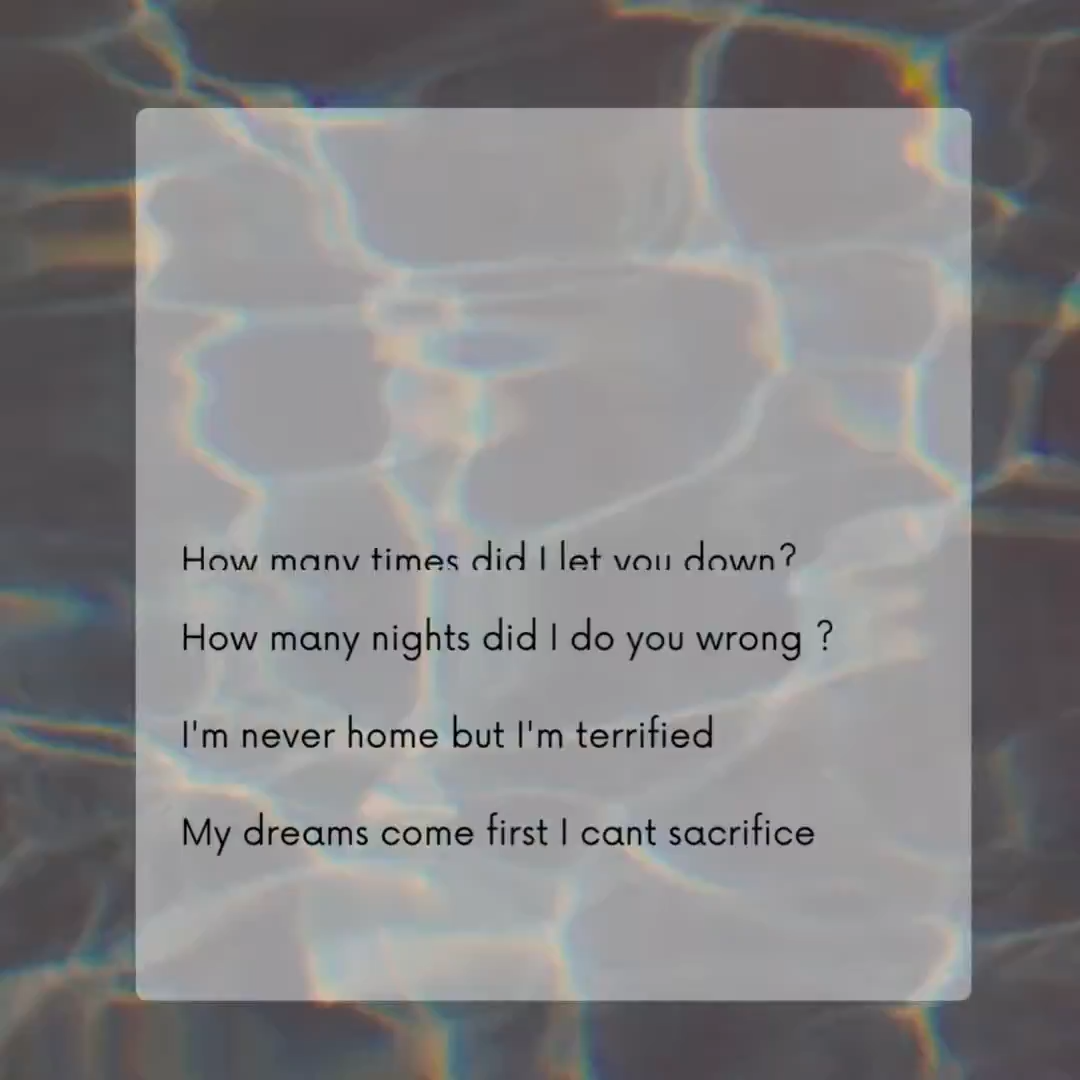 How many times did I let you down?
How many nights did I do you wrong ?
I'm never home but I'm terrified
My dreams come first I cant sacrifice